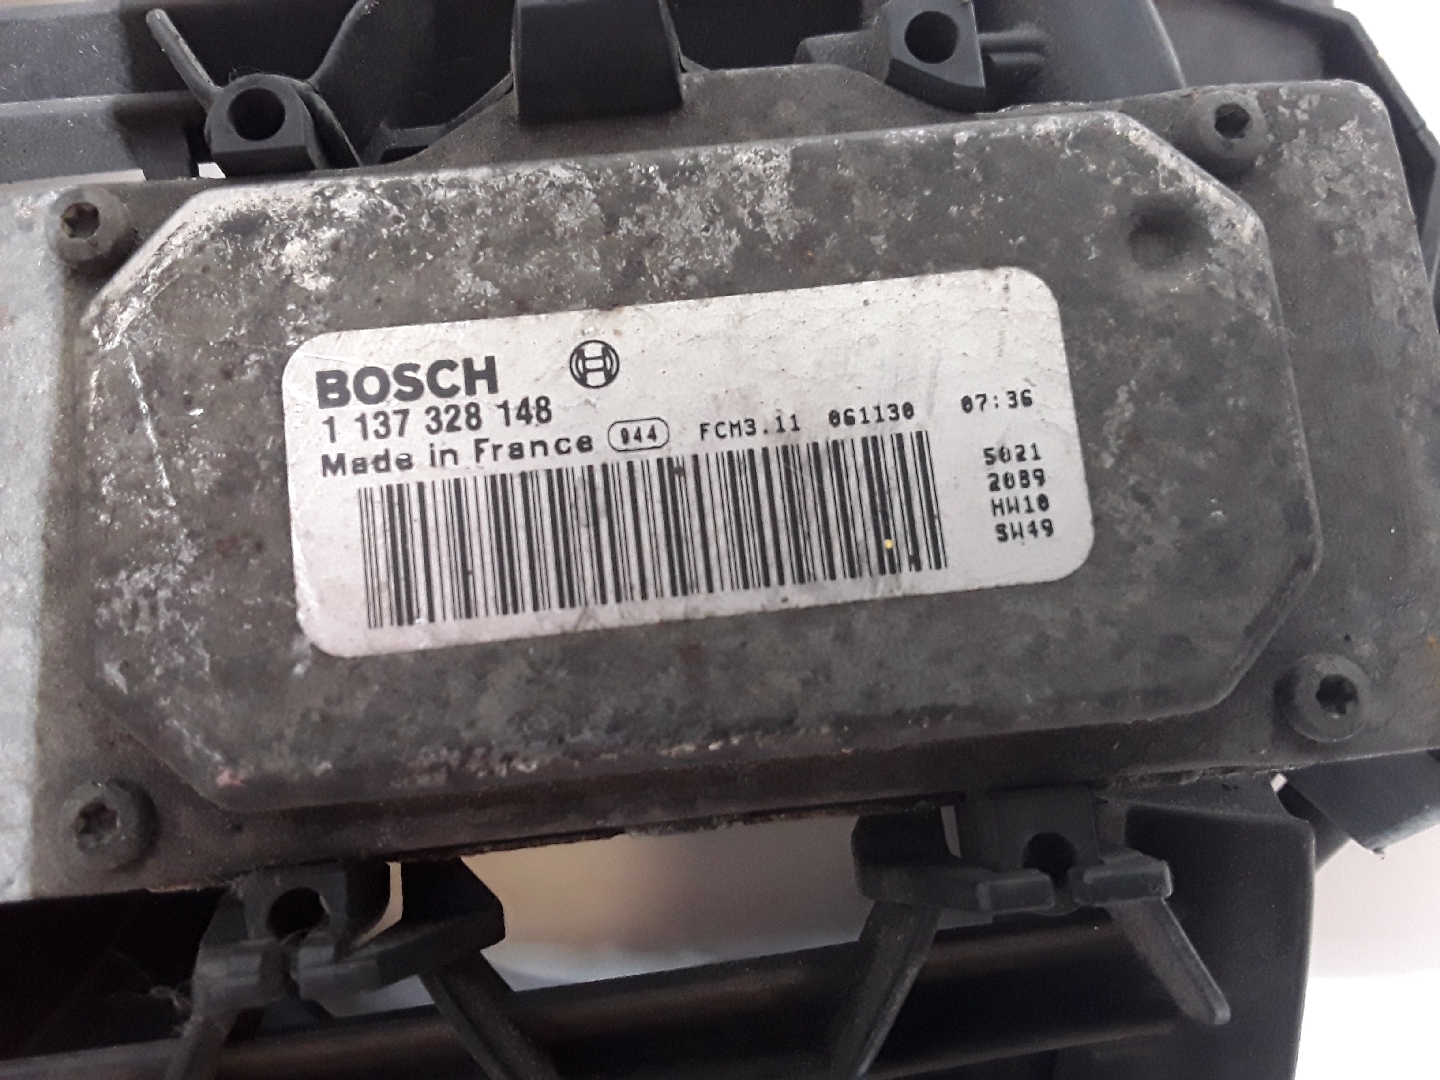 BOSCH
1 137 328 148
Made in France 944 FCM3.11 061130 07:36
5021
2089
HW10
SW49